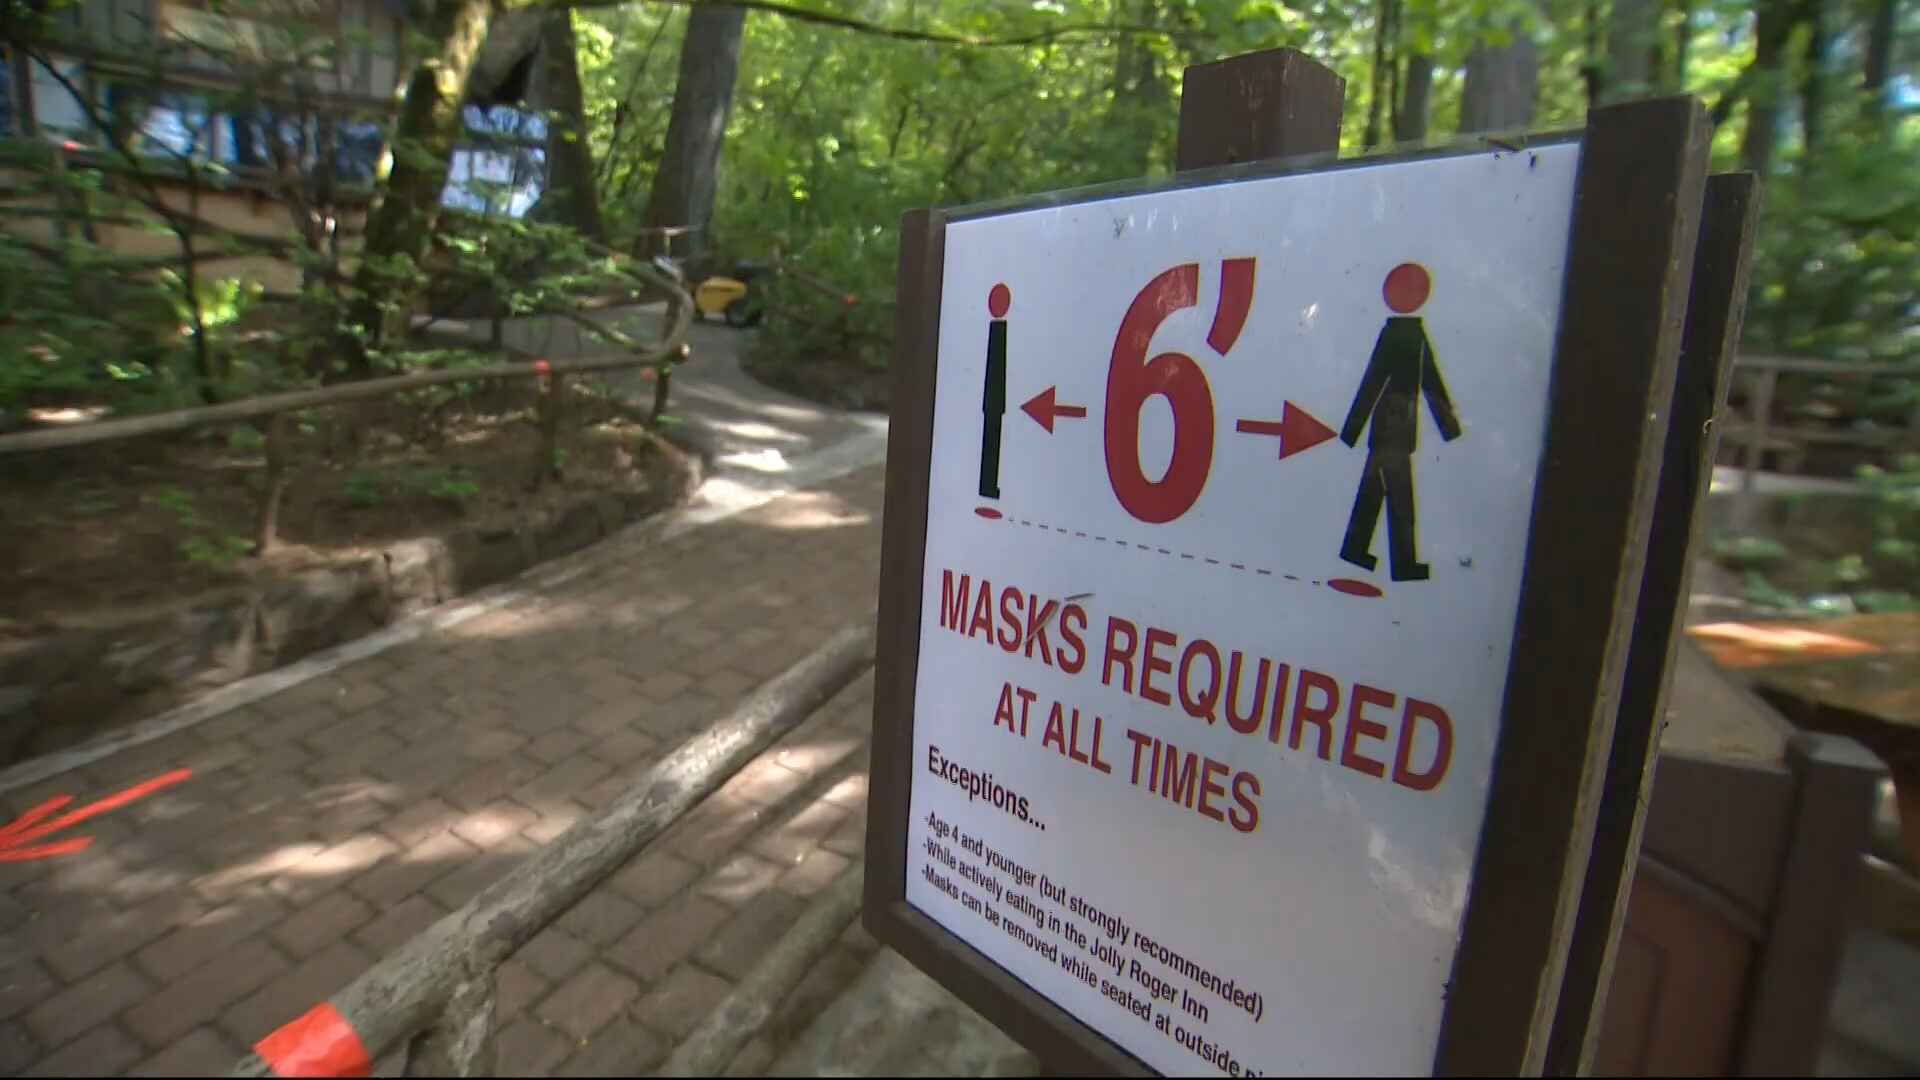 6'
MASKS REQUIRED
AT ALL TIMES
Exceptions...
-Age 4 and younger (but strongly recommended)
-While actively eating in the Jolly Roger Inn
-Masks can be removed while seated at outside